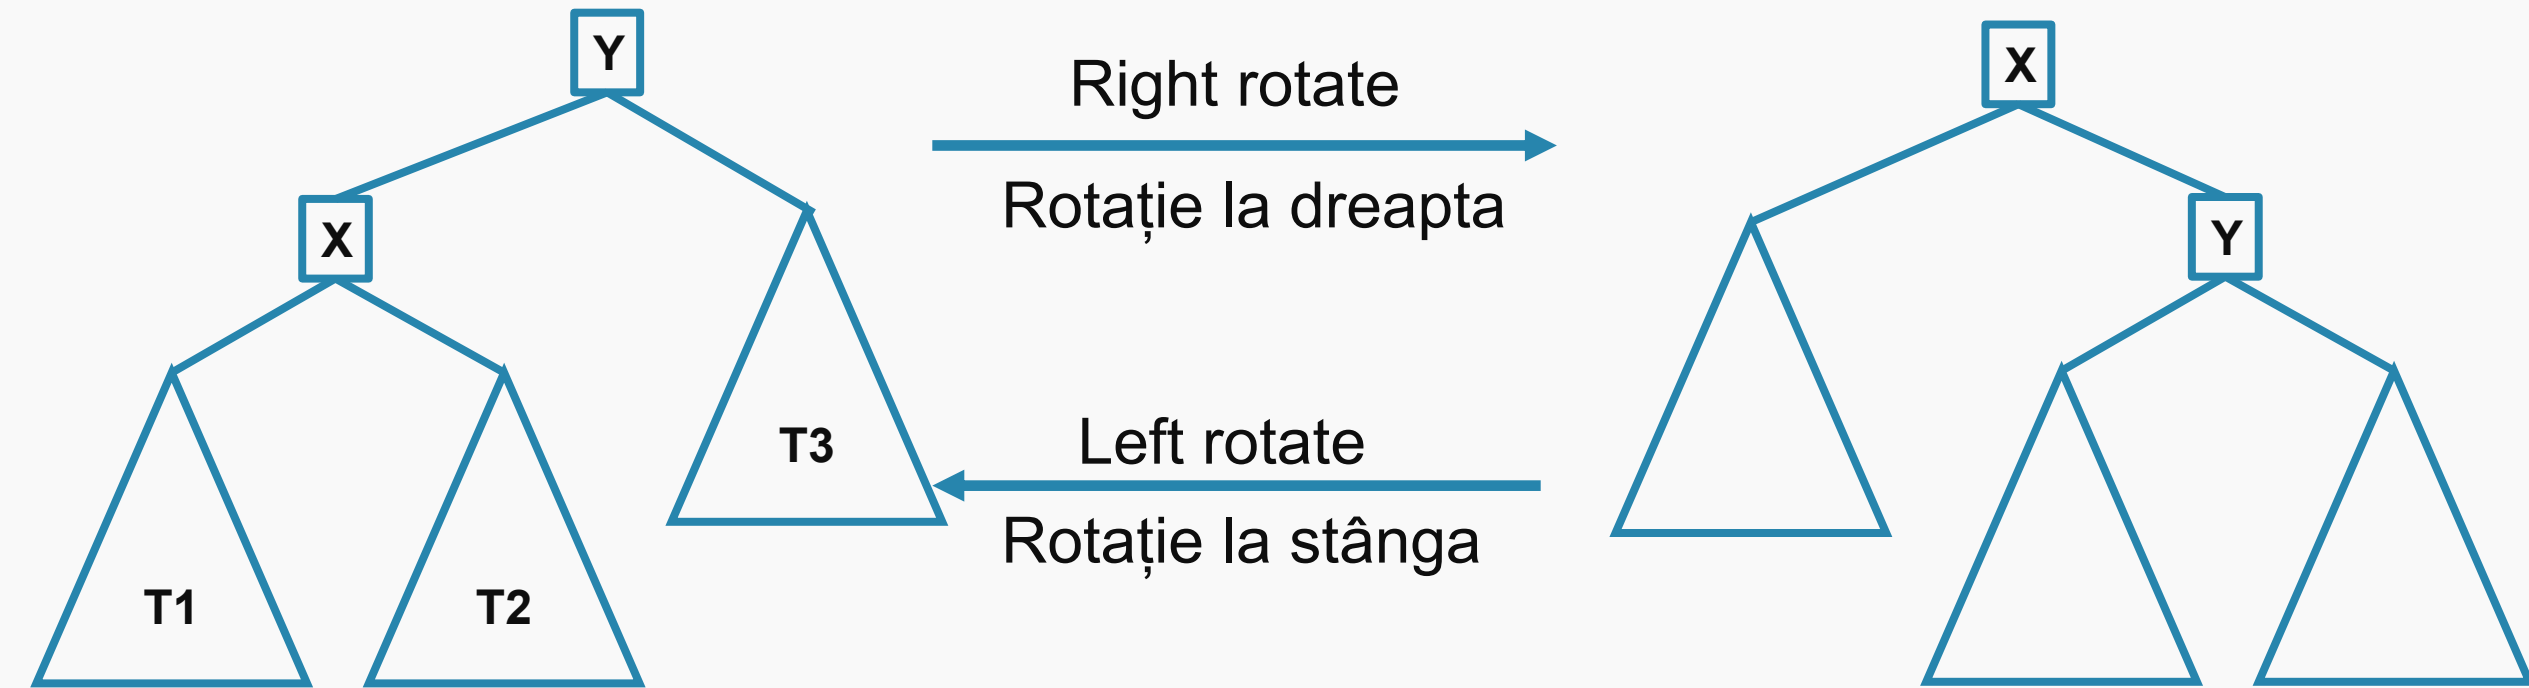 Y
X
T1
T2
T3
Right rotate
Rotație la dreapta
Left rotate
Rotație la stânga
X
Y